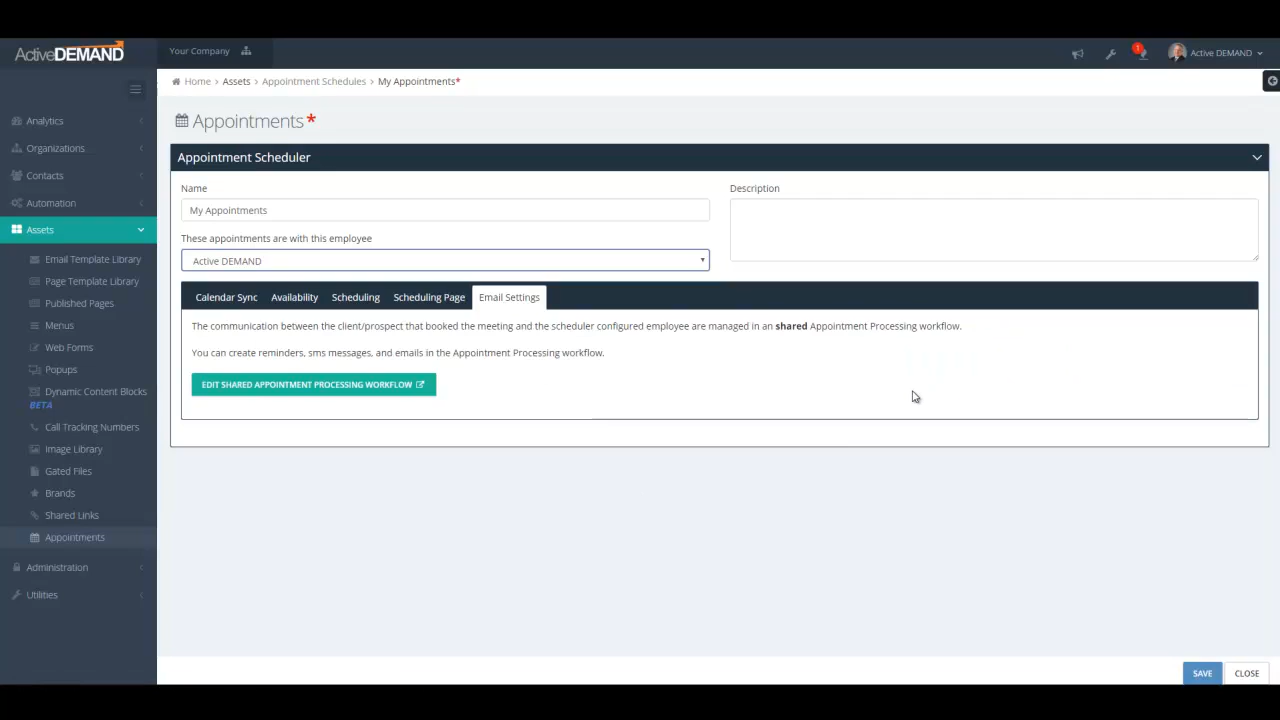 ActiveDEMAND
Your Company
1
Active DEMAND
Home > Assets > Appointment Schedules > My Appointments*
Analytics
Organizations
Contacts
Automation
Assets
Email Template Library
Page Template Library
Published Pages
Menus
Web Forms
Popups
Dynamic Content Blocks
BETA
Call Tracking Numbers
Image Library
Gated Files
Brands
Shared Links
Appointments
Administration
Utilities
Appointments *
Appointment Scheduler
Name
Description
My Appointments
These appointments are with this employee
Active DEMAND
Calendar Sync Availability Scheduling Scheduling Page Email Settings
The communication between the client/prospect that booked the meeting and the scheduler configured employee are managed in an shared Appointment Processing workflow.
You can create reminders, sms messages, and emails in the Appointment Processing workflow.
EDIT SHARED APPOINTMENT PROCESSING WORKFLOW
SAVE CLOSE